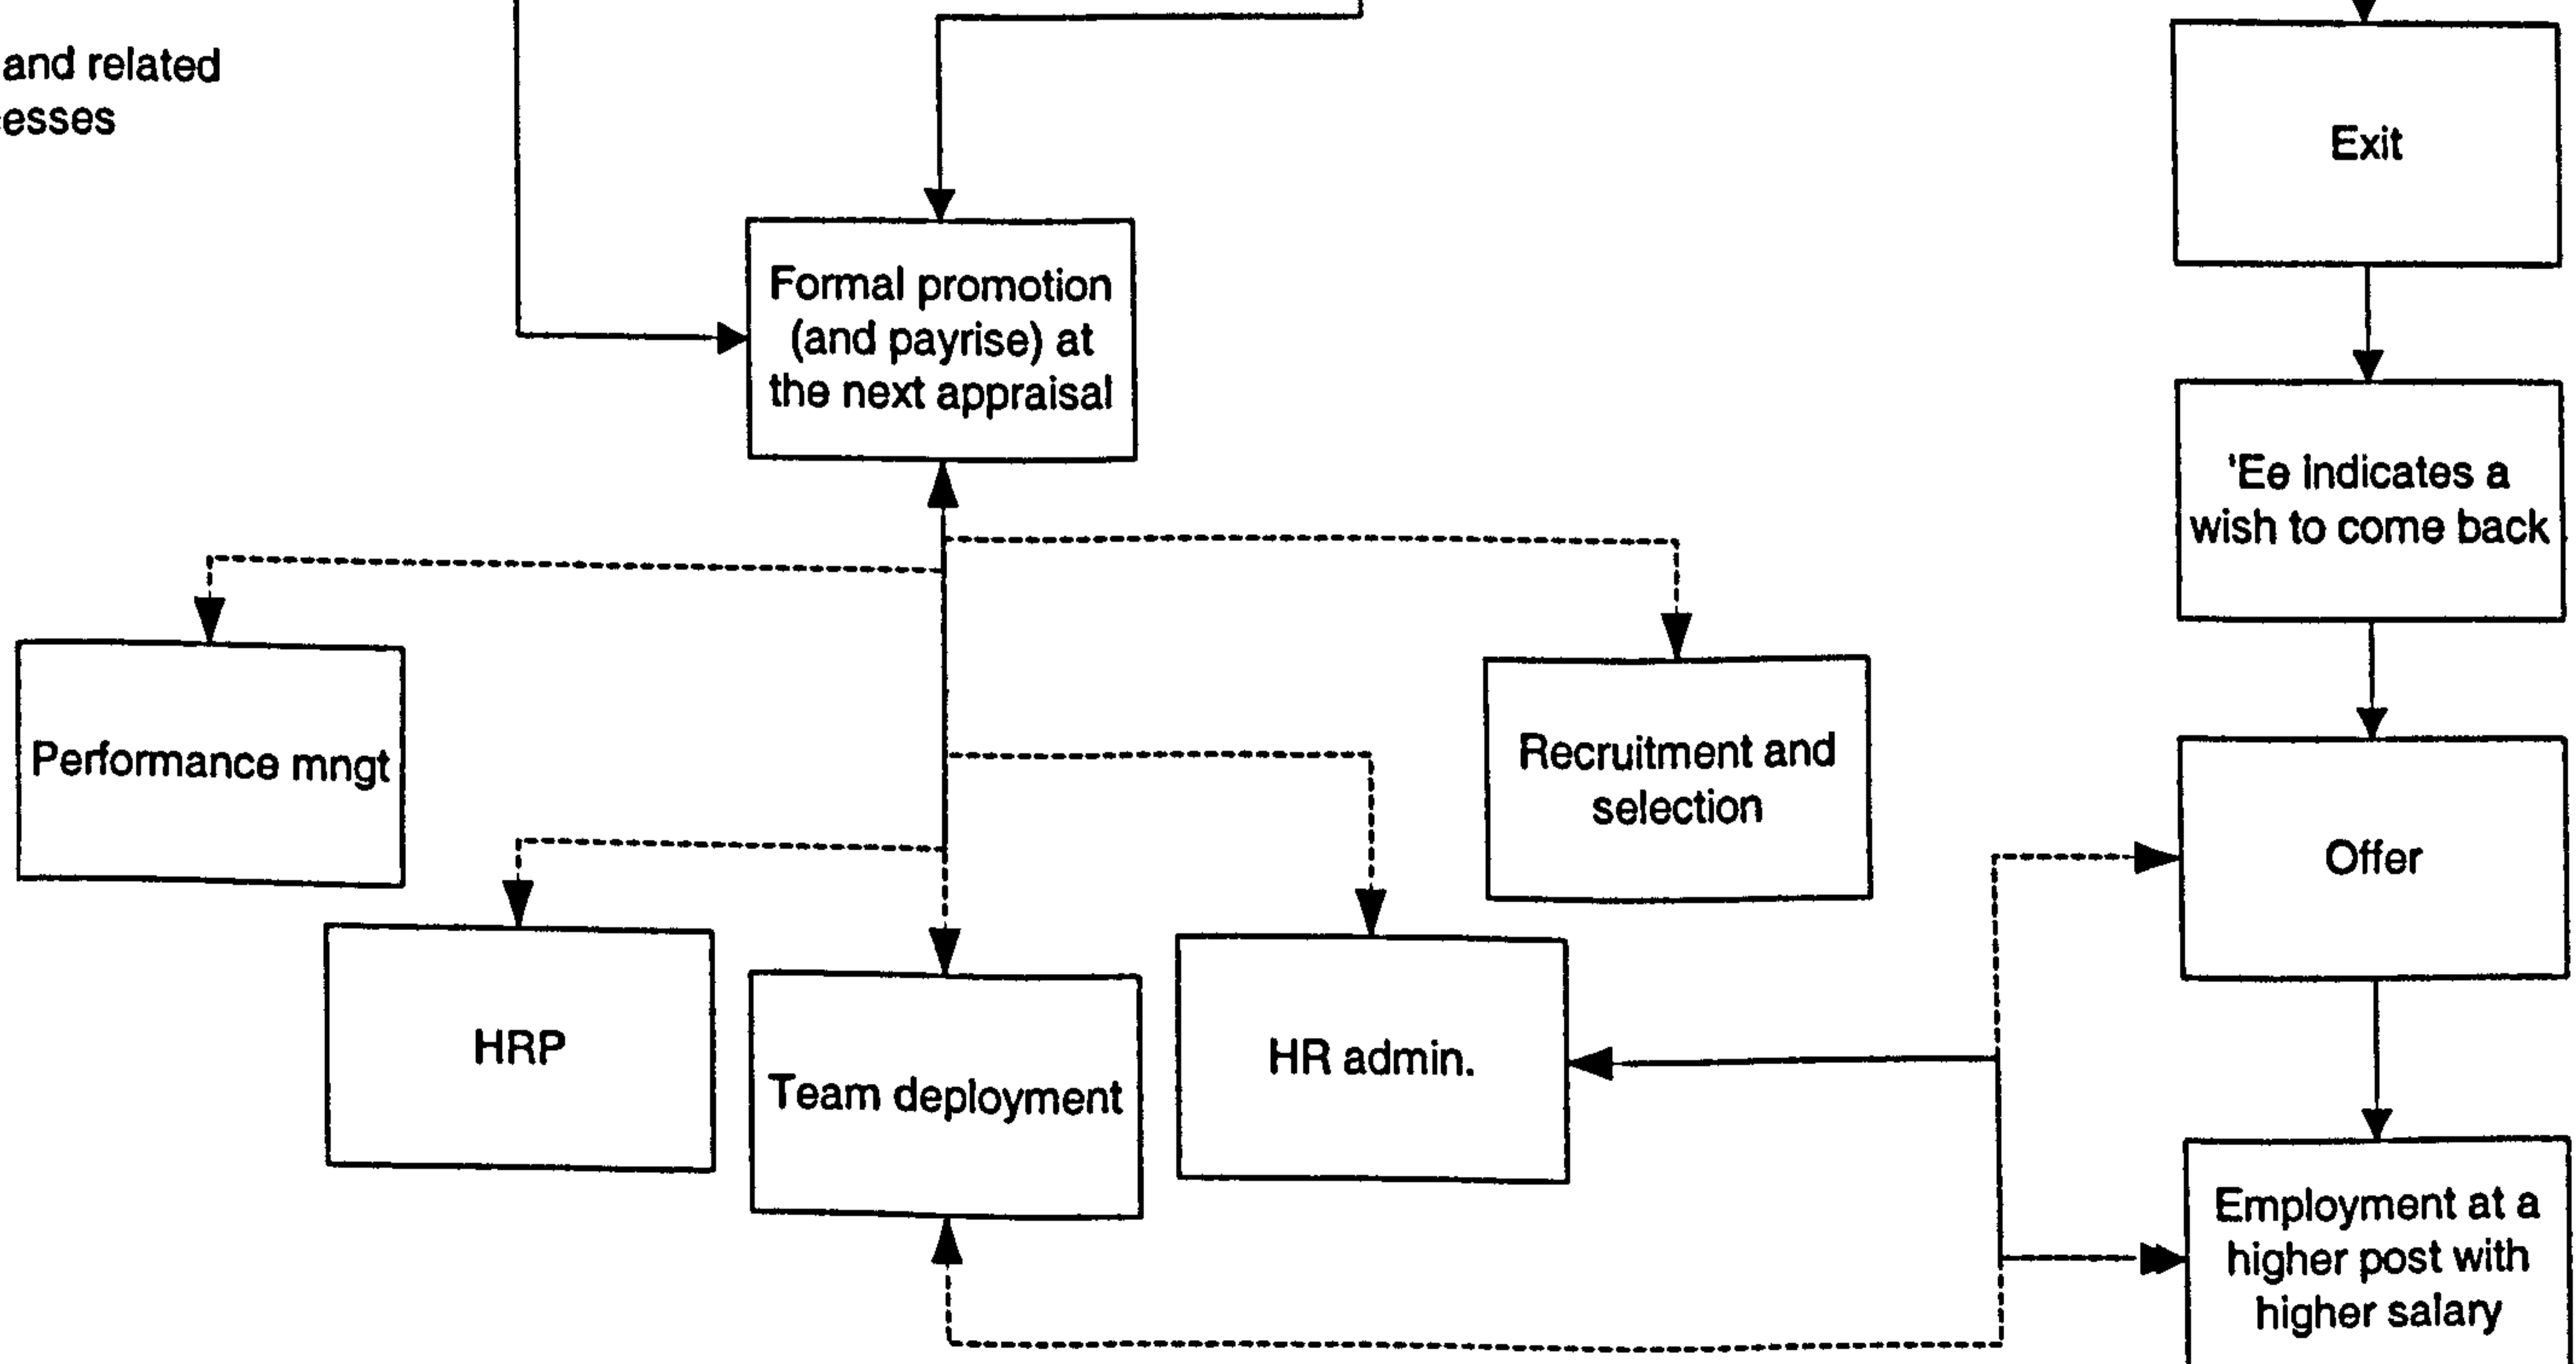 and related
esses
Exit
Formal promotion
(and payrise) at
the next appraisal
'Ee indicates a
wish to come back
Performance mngt
Recruitment and
selection
Offer
HRP
Team deployment
HR admin.
Employment at a
higher post with
higher salary